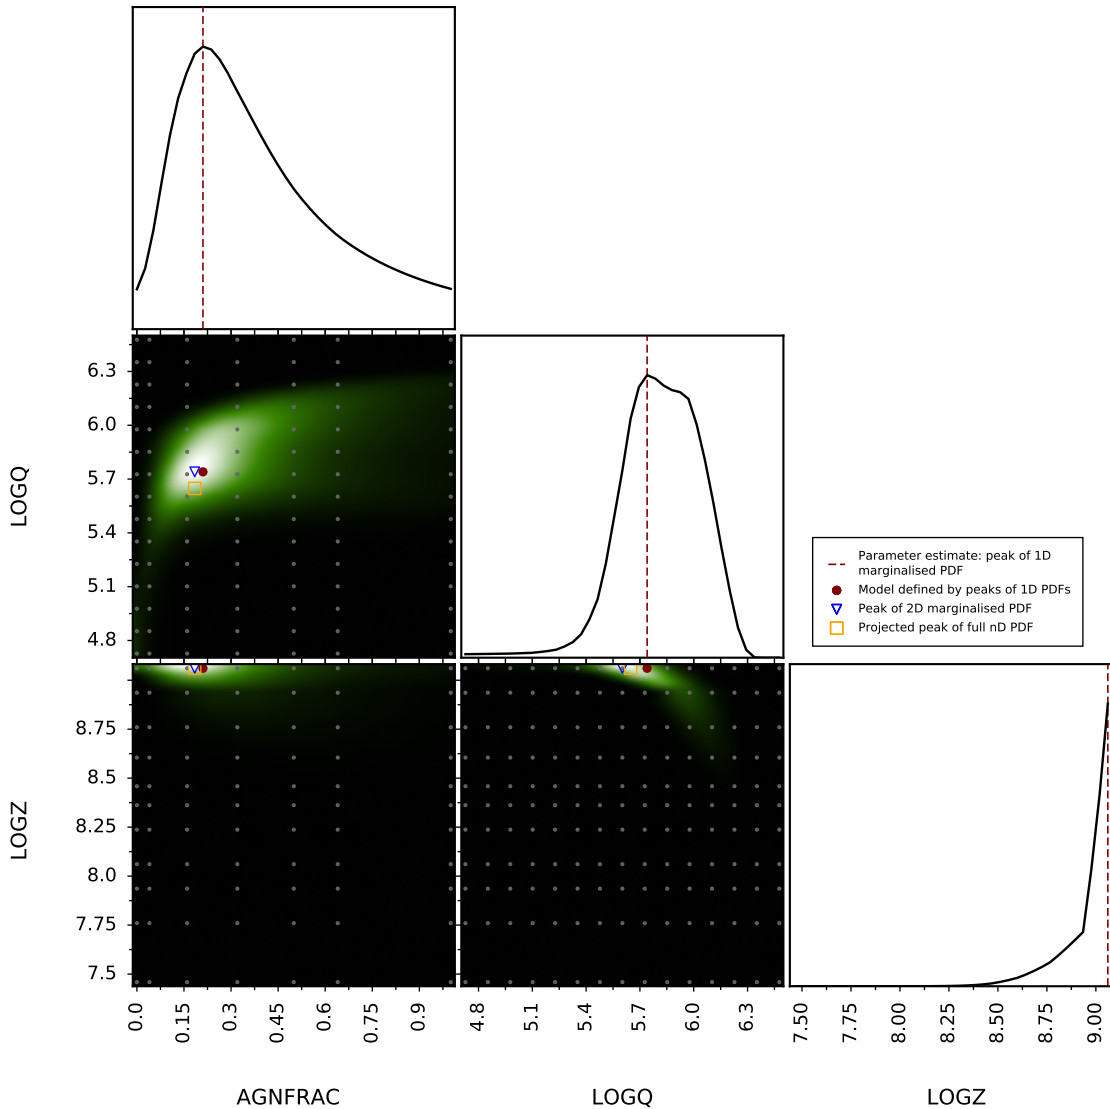 6.3
6.0
5.7
5.4
5.1
4.8
LOGQ
Parameter estimate: peak of 1D
marginalised PDF
Model defined by peaks of 1D PDFs
Peak of 2D marginalised PDF
Projected peak of full nD PDF
8.75
8.5
8.25
8.0
7.75
7.5
LOGZ
0.0 0.15 0.3 0.45 0.6 0.75 0.9
4.8 5.1 5.4 5.7 6.0 6.3
7.50 7.75 8.00 8.25 8.50 8.75 9.00
AGNFRAC LOGQ LOGZ